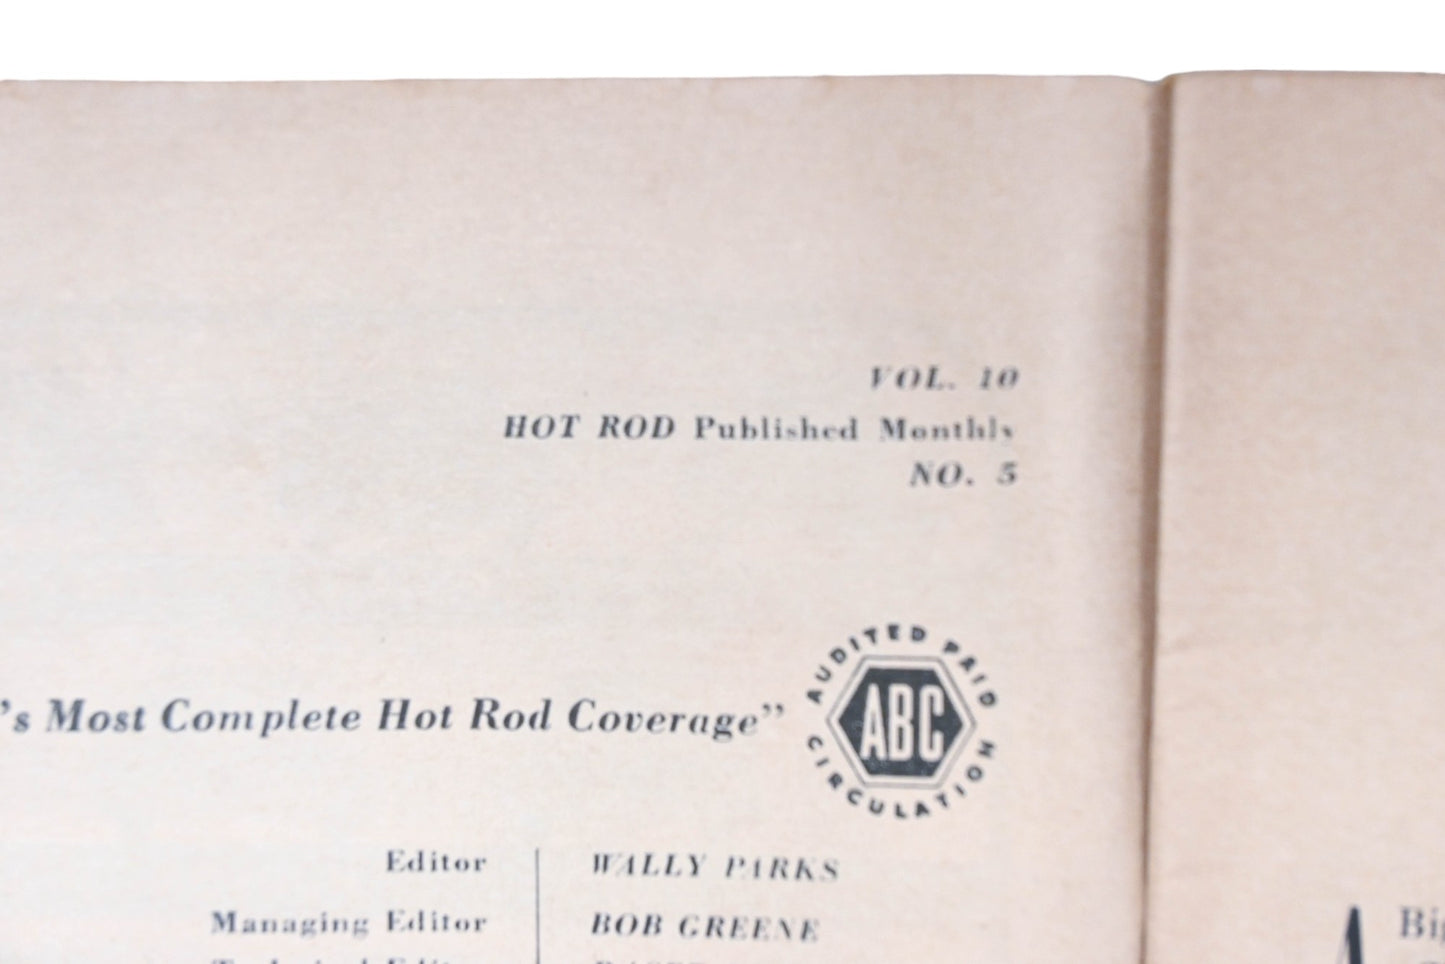 VOL. 10
HOT ROD Published Monthly
NO. 5
's Most Complete Hot Rod Coverage"
AUDITED PAID
ABC
CIRCULATION
Editor WALLY PARKS
Managing Editor BOB GREENE